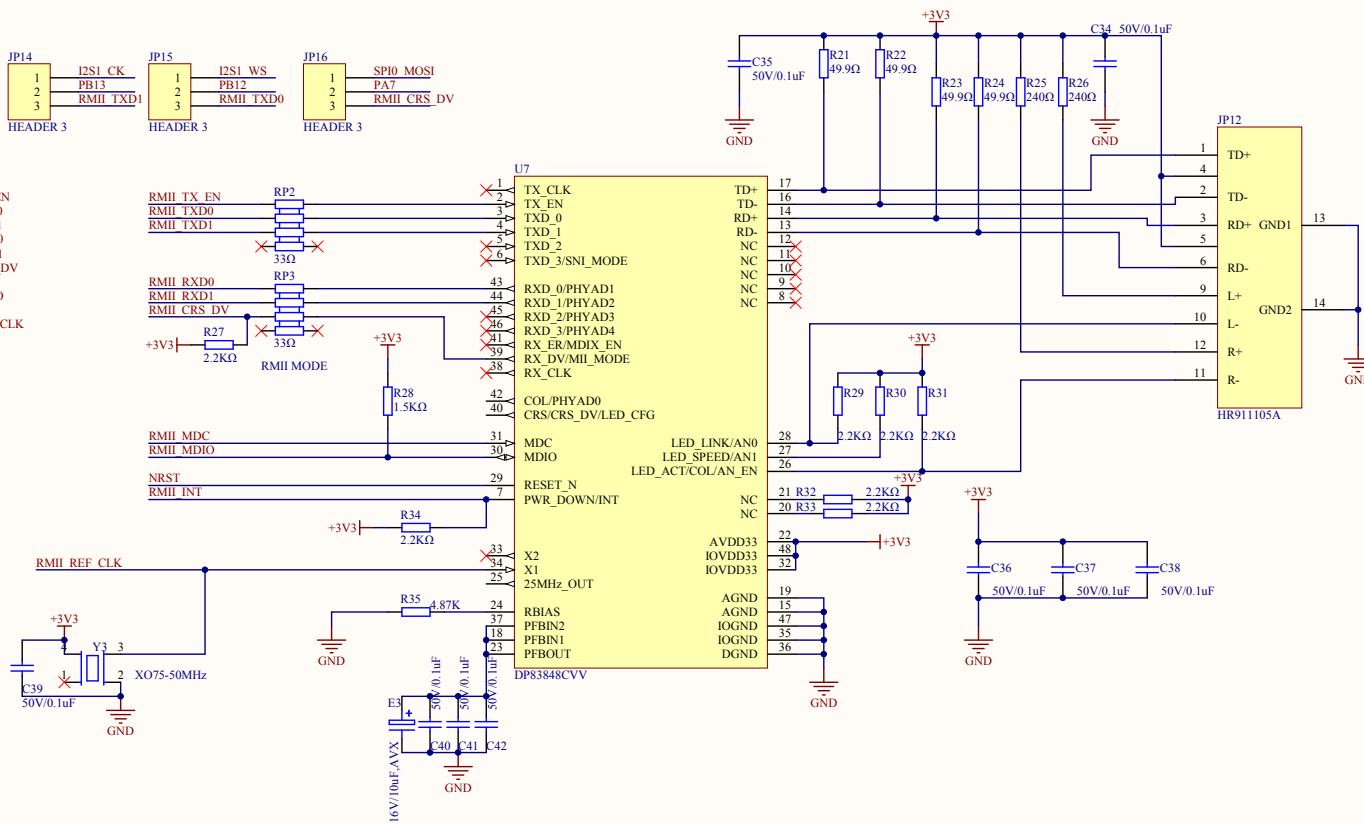 +3V3
C34 50V/0.1uF
JP14
JP15
JP16
1 I2S1_CK
2 PB13
3 RMII_TXD1
HEADER 3
1 I2S1_WS
2 PB12
3 RMII_TXD0
HEADER 3
1 SPI0_MOSI
2 PA7
3 RMII_CRS_DV
HEADER 3
C35
50V/0.1uF
GND
R21
49.9Ω
R22
49.9Ω
R23
49.9Ω
R24
49.9Ω
R25
240Ω
R26
240Ω
GND
JP12
1 TD+
4
2 TD-
3 RD+
5
6 RD-
9 L+
10 L-
12 R+
11 R-
GND1 13
GND2 14
HR911105A
GND
EN
0
1
0
1
_DV
O
CLK
RMII_TX_EN
RMII_TXD0
RMII_TXD1
RP2
33Ω
RMII_RXD0
RMII_RXD1
RMII_CRS_DV
RP3
33Ω
R27
+3V3
2.2KΩ
RMII MODE
+3V3
R28
1.5KΩ
RMII_MDC
RMII_MDIO
NRST
RMII_INT
+3V3
R34
2.2KΩ
RMII_REF_CLK
R35 4.87K
GND
U7
1 TX_CLK
2 TX_EN
3 TXD_0
4 TXD_1
5 TXD_2
6 TXD_3/SNI_MODE
43 RXD_0/PHYAD1
44 RXD_1/PHYAD2
45 RXD_2/PHYAD3
46 RXD_3/PHYAD4
41 RX_ER/MDIX_EN
39 RX_DV/MII_MODE
38 RX_CLK
42 COL/PHYAD0
40 CRS/CRS_DV/LED_CFG
31 MDC
30 MDIO
29 RESET_N
7 PWR_DOWN/INT
33 X2
34 X1
25 25MHz_OUT
24 RBIAS
37 PFBIN2
18 PFBIN1
23 PFBOUT
TD+ 17
TD- 16
RD+ 14
RD- 13
NC 12
NC 11
NC 10
NC 9
NC 8
LED_LINK/AN0 28
LED_SPEED/AN1 27
LED_ACT/COL/AN_EN 26
NC 21
NC 20
AVDD33 22
IOVDD33 48
IOVDD33 32
AGND 19
AGND 15
IOGND 47
IOGND 35
DGND 36
DP83848CVV
+3V3
R29
R30
R31
2.2KΩ
2.2KΩ
2.2KΩ
+3V3
R32 2.2KΩ
R33 2.2KΩ
+3V3
GND
+3V3
C36
50V/0.1uF
C37
50V/0.1uF
C38
50V/0.1uF
GND
+3V3
4
Y3
3
1
2
XO75-50MHz
C39
50V/0.1uF
GND
E3
+
16V/10uF,AVX
50V/0.1uF
50V/0.1uF
50V/0.1uF
C40
C41
C42
GND